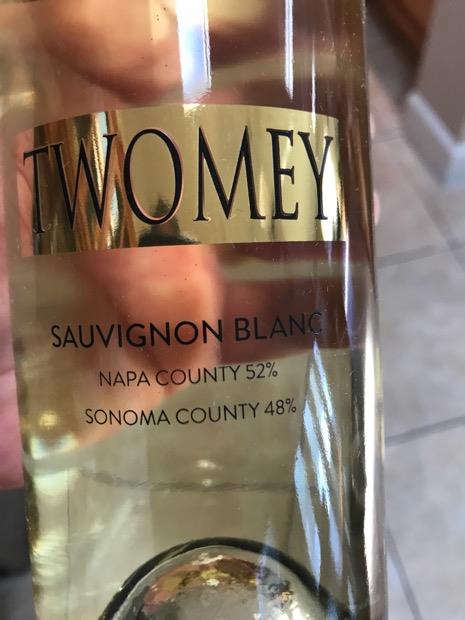 TWOMEY
SAUVIGNON BLANC
NAPA COUNTY 52%
SONOMA COUNTY 48%